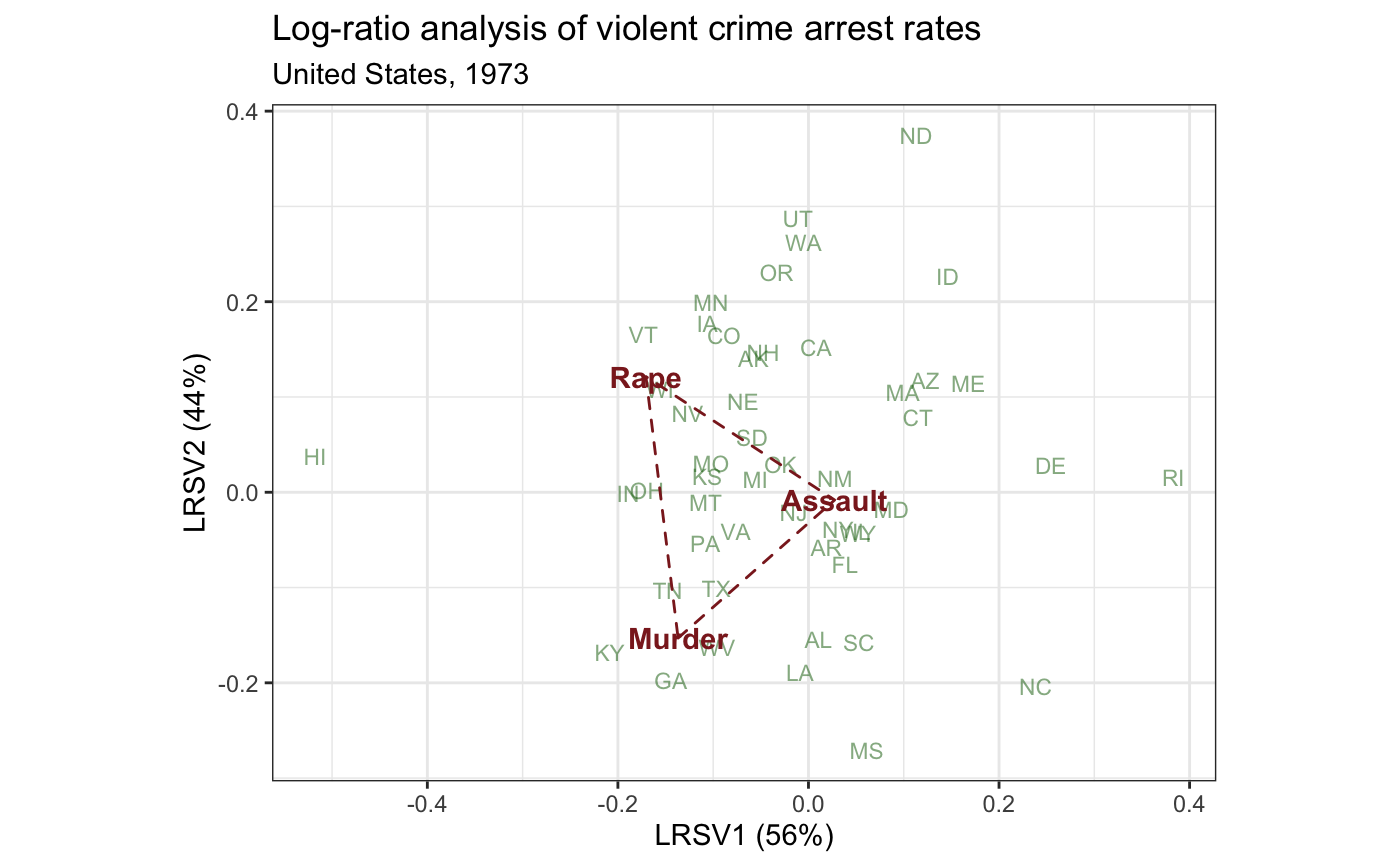 Log-ratio analysis of violent crime arrest rates
United States, 1973
0.4
ND
UT
WA
OR
ID
0.2
MN
IA
CO
VT
NH
CA
AK
Rape
WI
AZ
ME
MA
NE
NV
CT
SD
HI
MO
OK
DE
KS
MI
NM
RI
0.0
IN
OH
MT
Assault
NJ
MD
VA
NY
IL
WY
PA
AR
FL
TN
TX
Murder
WV
AL
SC
KY
GA
LA
-0.2
NC
MS
LRSV2 (44%)
-0.4
-0.2
0.0
0.2
0.4
LRSV1 (56%)